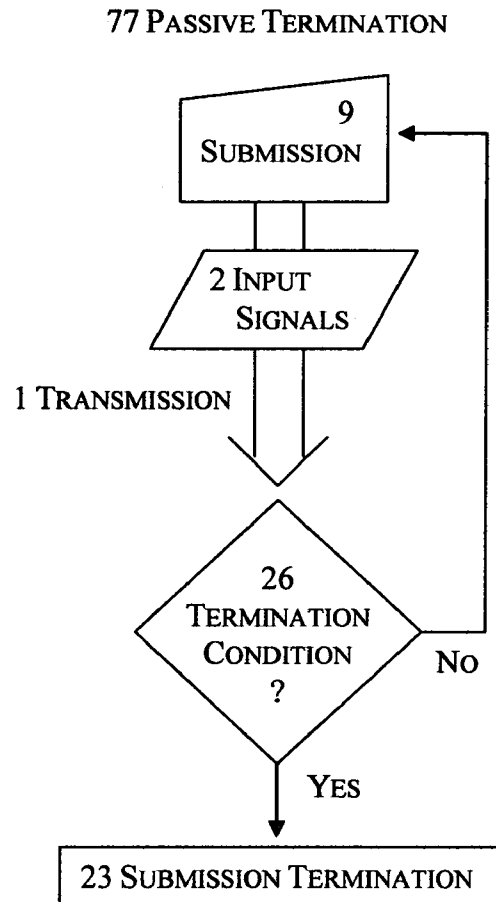 77 PASSIVE TERMINATION
9
SUBMISSION
2 INPUT
SIGNALS
1 TRANSMISSION
26
TERMINATION
CONDITION
?
NO
YES
23 SUBMISSION TERMINATION